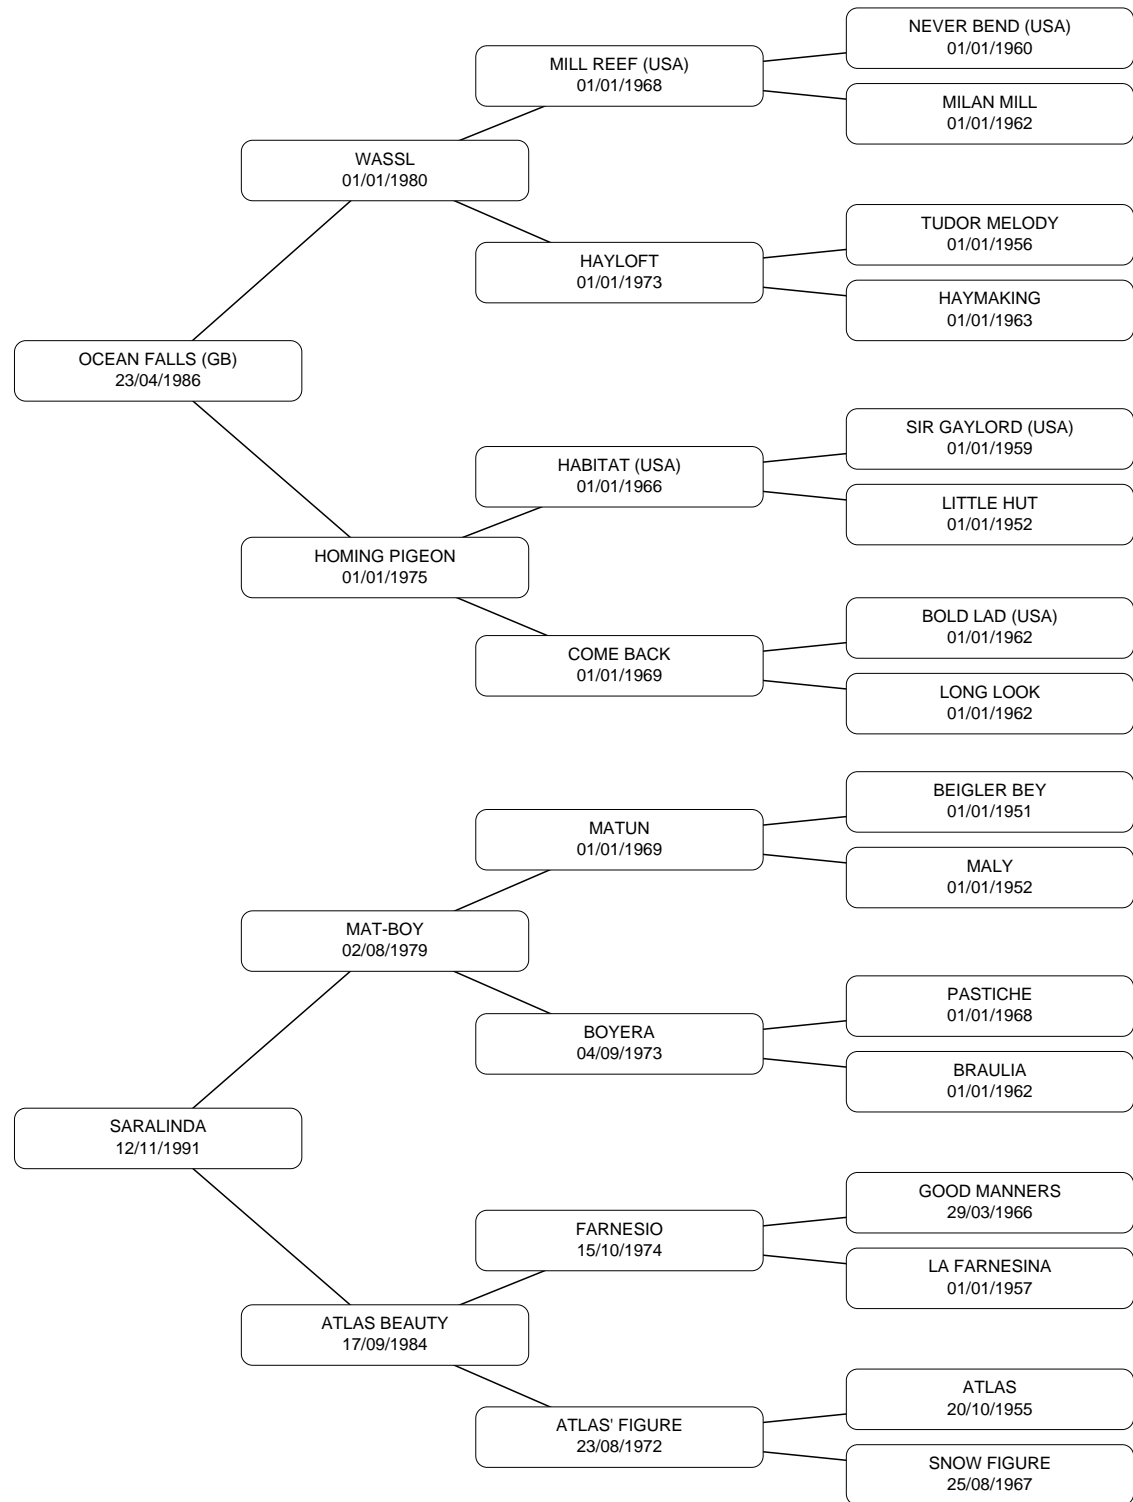 NEVER BEND (USA)
01/01/1960
MILL REEF (USA)
01/01/1968
MILAN MILL
01/01/1962
WASSL
01/01/1980
TUDOR MELODY
01/01/1956
HAYLOFT
01/01/1973
HAYMAKING
01/01/1963
OCEAN FALLS (GB)
23/04/1986
SIR GAYLORD (USA)
01/01/1959
HABITAT (USA)
01/01/1966
LITTLE HUT
01/01/1952
HOMING PIGEON
01/01/1975
BOLD LAD (USA)
01/01/1962
COME BACK
01/01/1969
LONG LOOK
01/01/1962
BEIGLER BEY
01/01/1951
MATUN
01/01/1969
MALY
01/01/1952
MAT-BOY
02/08/1979
PASTICHE
01/01/1968
BOYERA
04/09/1973
BRAULIA
01/01/1962
SARALINDA
12/11/1991
GOOD MANNERS
29/03/1966
FARNESIO
15/10/1974
LA FARNESINA
01/01/1957
ATLAS BEAUTY
17/09/1984
ATLAS
20/10/1955
ATLAS' FIGURE
23/08/1972
SNOW FIGURE
25/08/1967